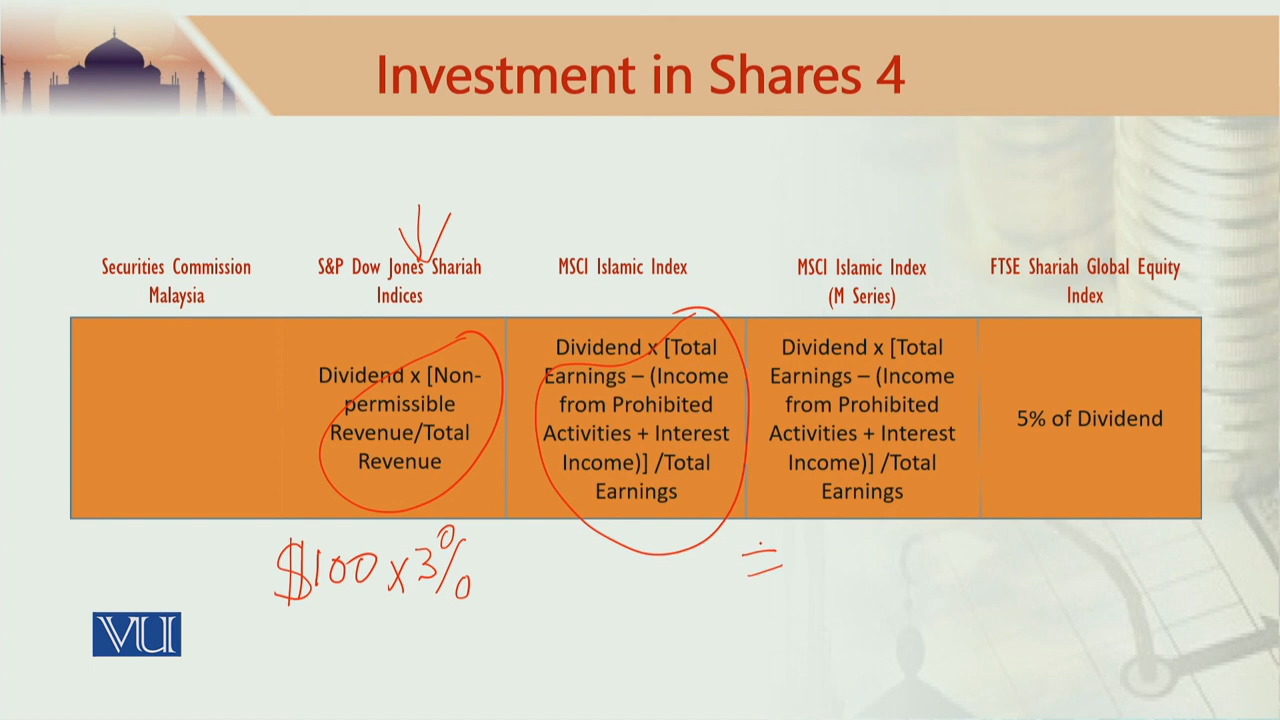 Investment in Shares 4
Securities Commission
Malaysia
S&P Dow Jones Shariah
Indices
MSCI Islamic Index
MSCI Islamic Index
(M Series)
FTSE Shariah Global Equity
Index
Dividend x [Non-
permissible
Revenue/Total
Revenue
Dividend x [Total
Earnings – (Income
from Prohibited
Activities + Interest
Income)] /Total
Earnings
Dividend x [Total
Earnings – (Income
from Prohibited
Activities + Interest
Income)] /Total
Earnings
5% of Dividend
$100 x 3%
VU